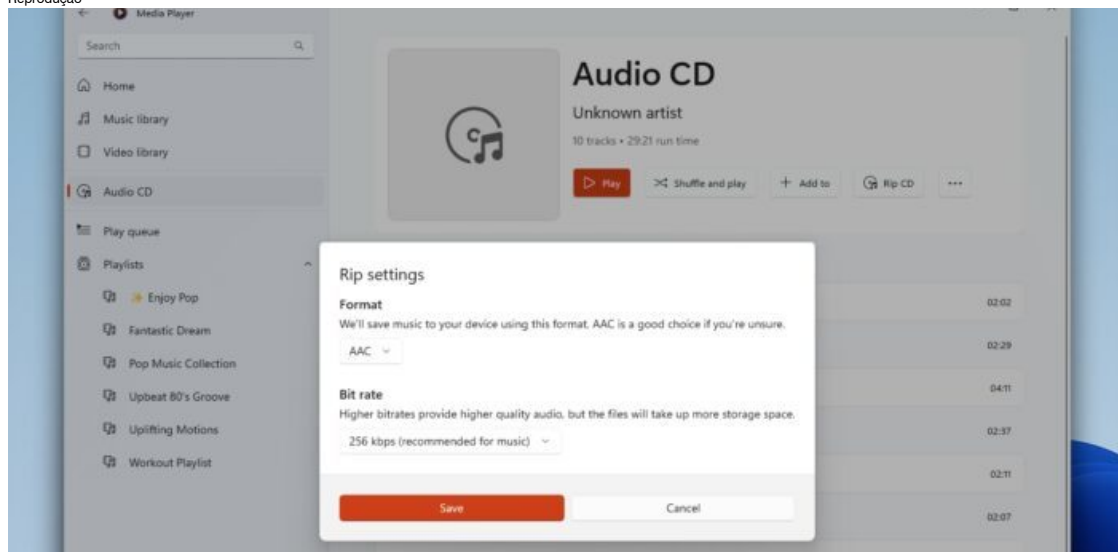 Reprodução
Media Player
Search
Home
Music library
Video library
Audio CD
Play queue
Playlists
✨ Enjoy Pop
Fantastic Dream
Pop Music Collection
Upbeat 80's Groove
Uplifting Motions
Workout Playlist
Audio CD
Unknown artist
10 tracks • 29:21 run time
Play
Shuffle and play
+ Add to
Rip CD
•••
Rip settings
Format
We'll save music to your device using this format. AAC is a good choice if you're unsure.
AAC
Bit rate
Higher bitrates provide higher quality audio, but the files will take up more storage space.
256 kbps (recommended for music)
Save
Cancel
02:02
02:29
04:11
02:37
02:11
02:07